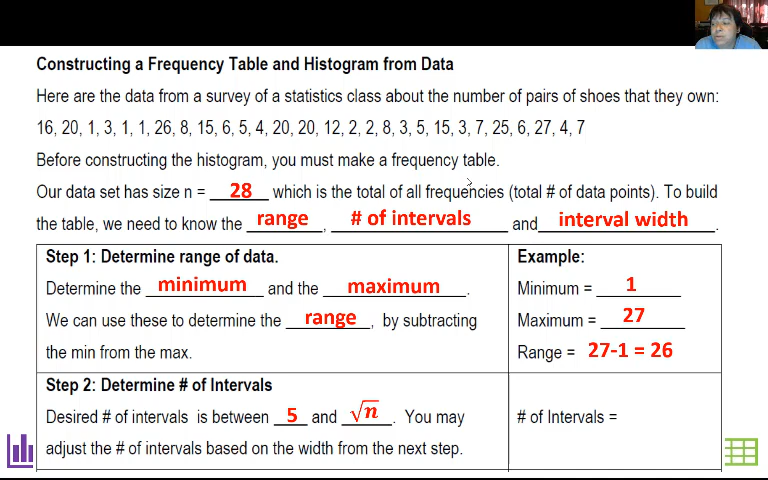 Constructing a Frequency Table and Histogram from Data
Here are the data from a survey of a statistics class about the number of pairs of shoes that they own:
16, 20, 1, 3, 1, 1, 26, 8, 15, 6, 5, 4, 20, 20, 12, 2, 2, 8, 3, 5, 15, 3, 7, 25, 6, 27, 4, 7
Before constructing the histogram, you must make a frequency table.
Our data set has size n = 28 which is the total of all frequencies (total # of data points). To build
the table, we need to know the range, # of intervals and interval width.
Step 1: Determine range of data.
Determine the minimum and the maximum.
We can use these to determine the range, by subtracting
the min from the max.
Example:
Minimum = 1
Maximum = 27
Range = 27-1 = 26
Step 2: Determine # of Intervals
Desired # of intervals is between 5 and √n. You may
adjust the # of intervals based on the width from the next step.
# of Intervals =